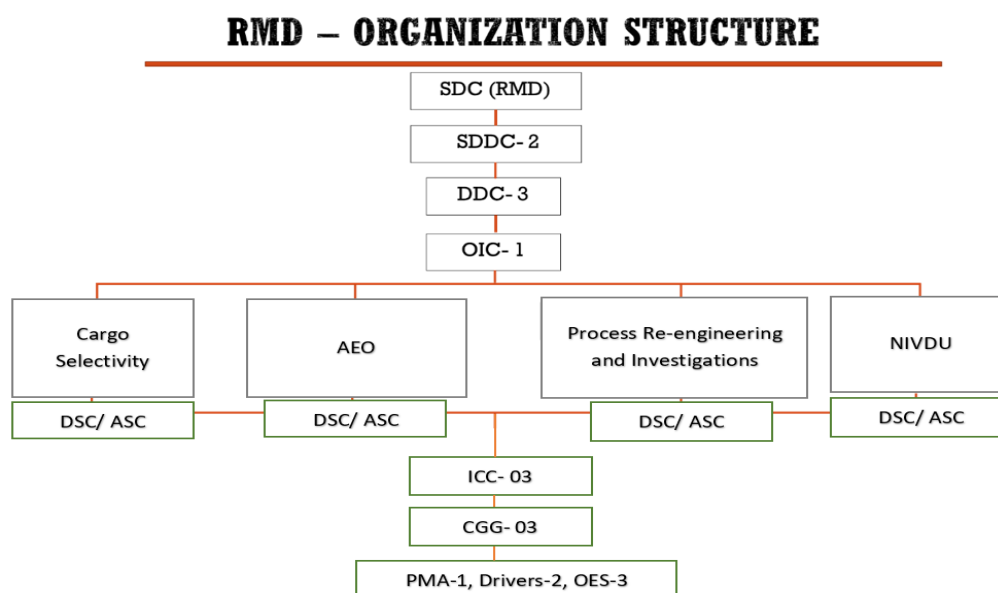 RMD – ORGANIZATION STRUCTURE
SDC (RMD)
SDDC- 2
DDC- 3
OIC- 1
Cargo
Selectivity
AEO
Process Re-engineering
and Investigations
NIVDU
DSC/ ASC
DSC/ ASC
DSC/ ASC
DSC/ ASC
ICC- 03
CGG- 03
PMA-1, Drivers-2, OES-3